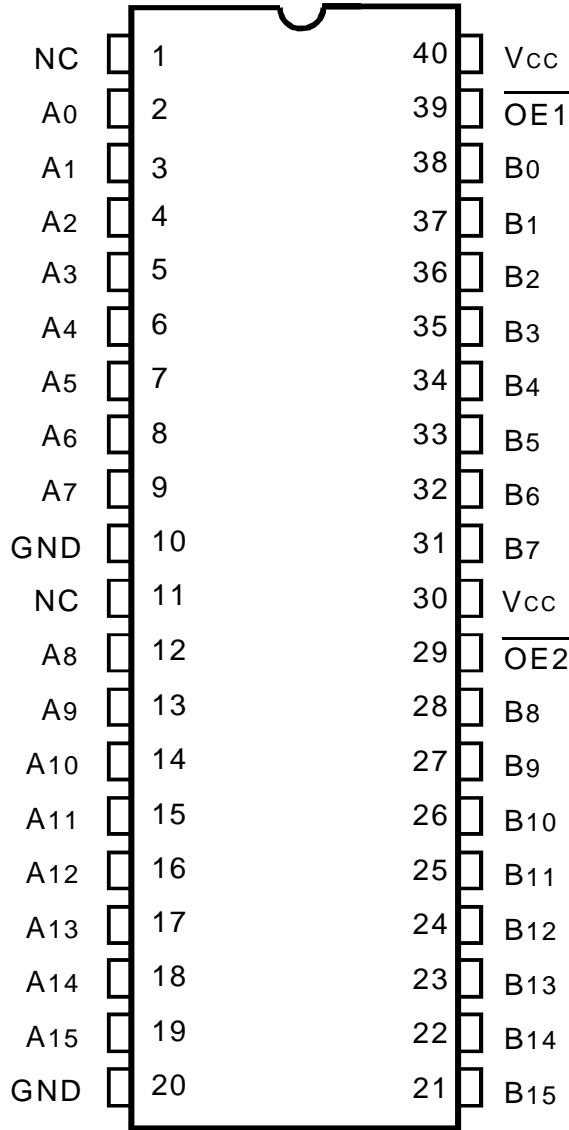 NC 1 40 Vcc
A0 2 39 OE1
A1 3 38 B0
A2 4 37 B1
A3 5 36 B2
A4 6 35 B3
A5 7 34 B4
A6 8 33 B5
A7 9 32 B6
GND 10 31 B7
NC 11 30 Vcc
A8 12 29 OE2
A9 13 28 B8
A10 14 27 B9
A11 15 26 B10
A12 16 25 B11
A13 17 24 B12
A14 18 23 B13
A15 19 22 B14
GND 20 21 B15